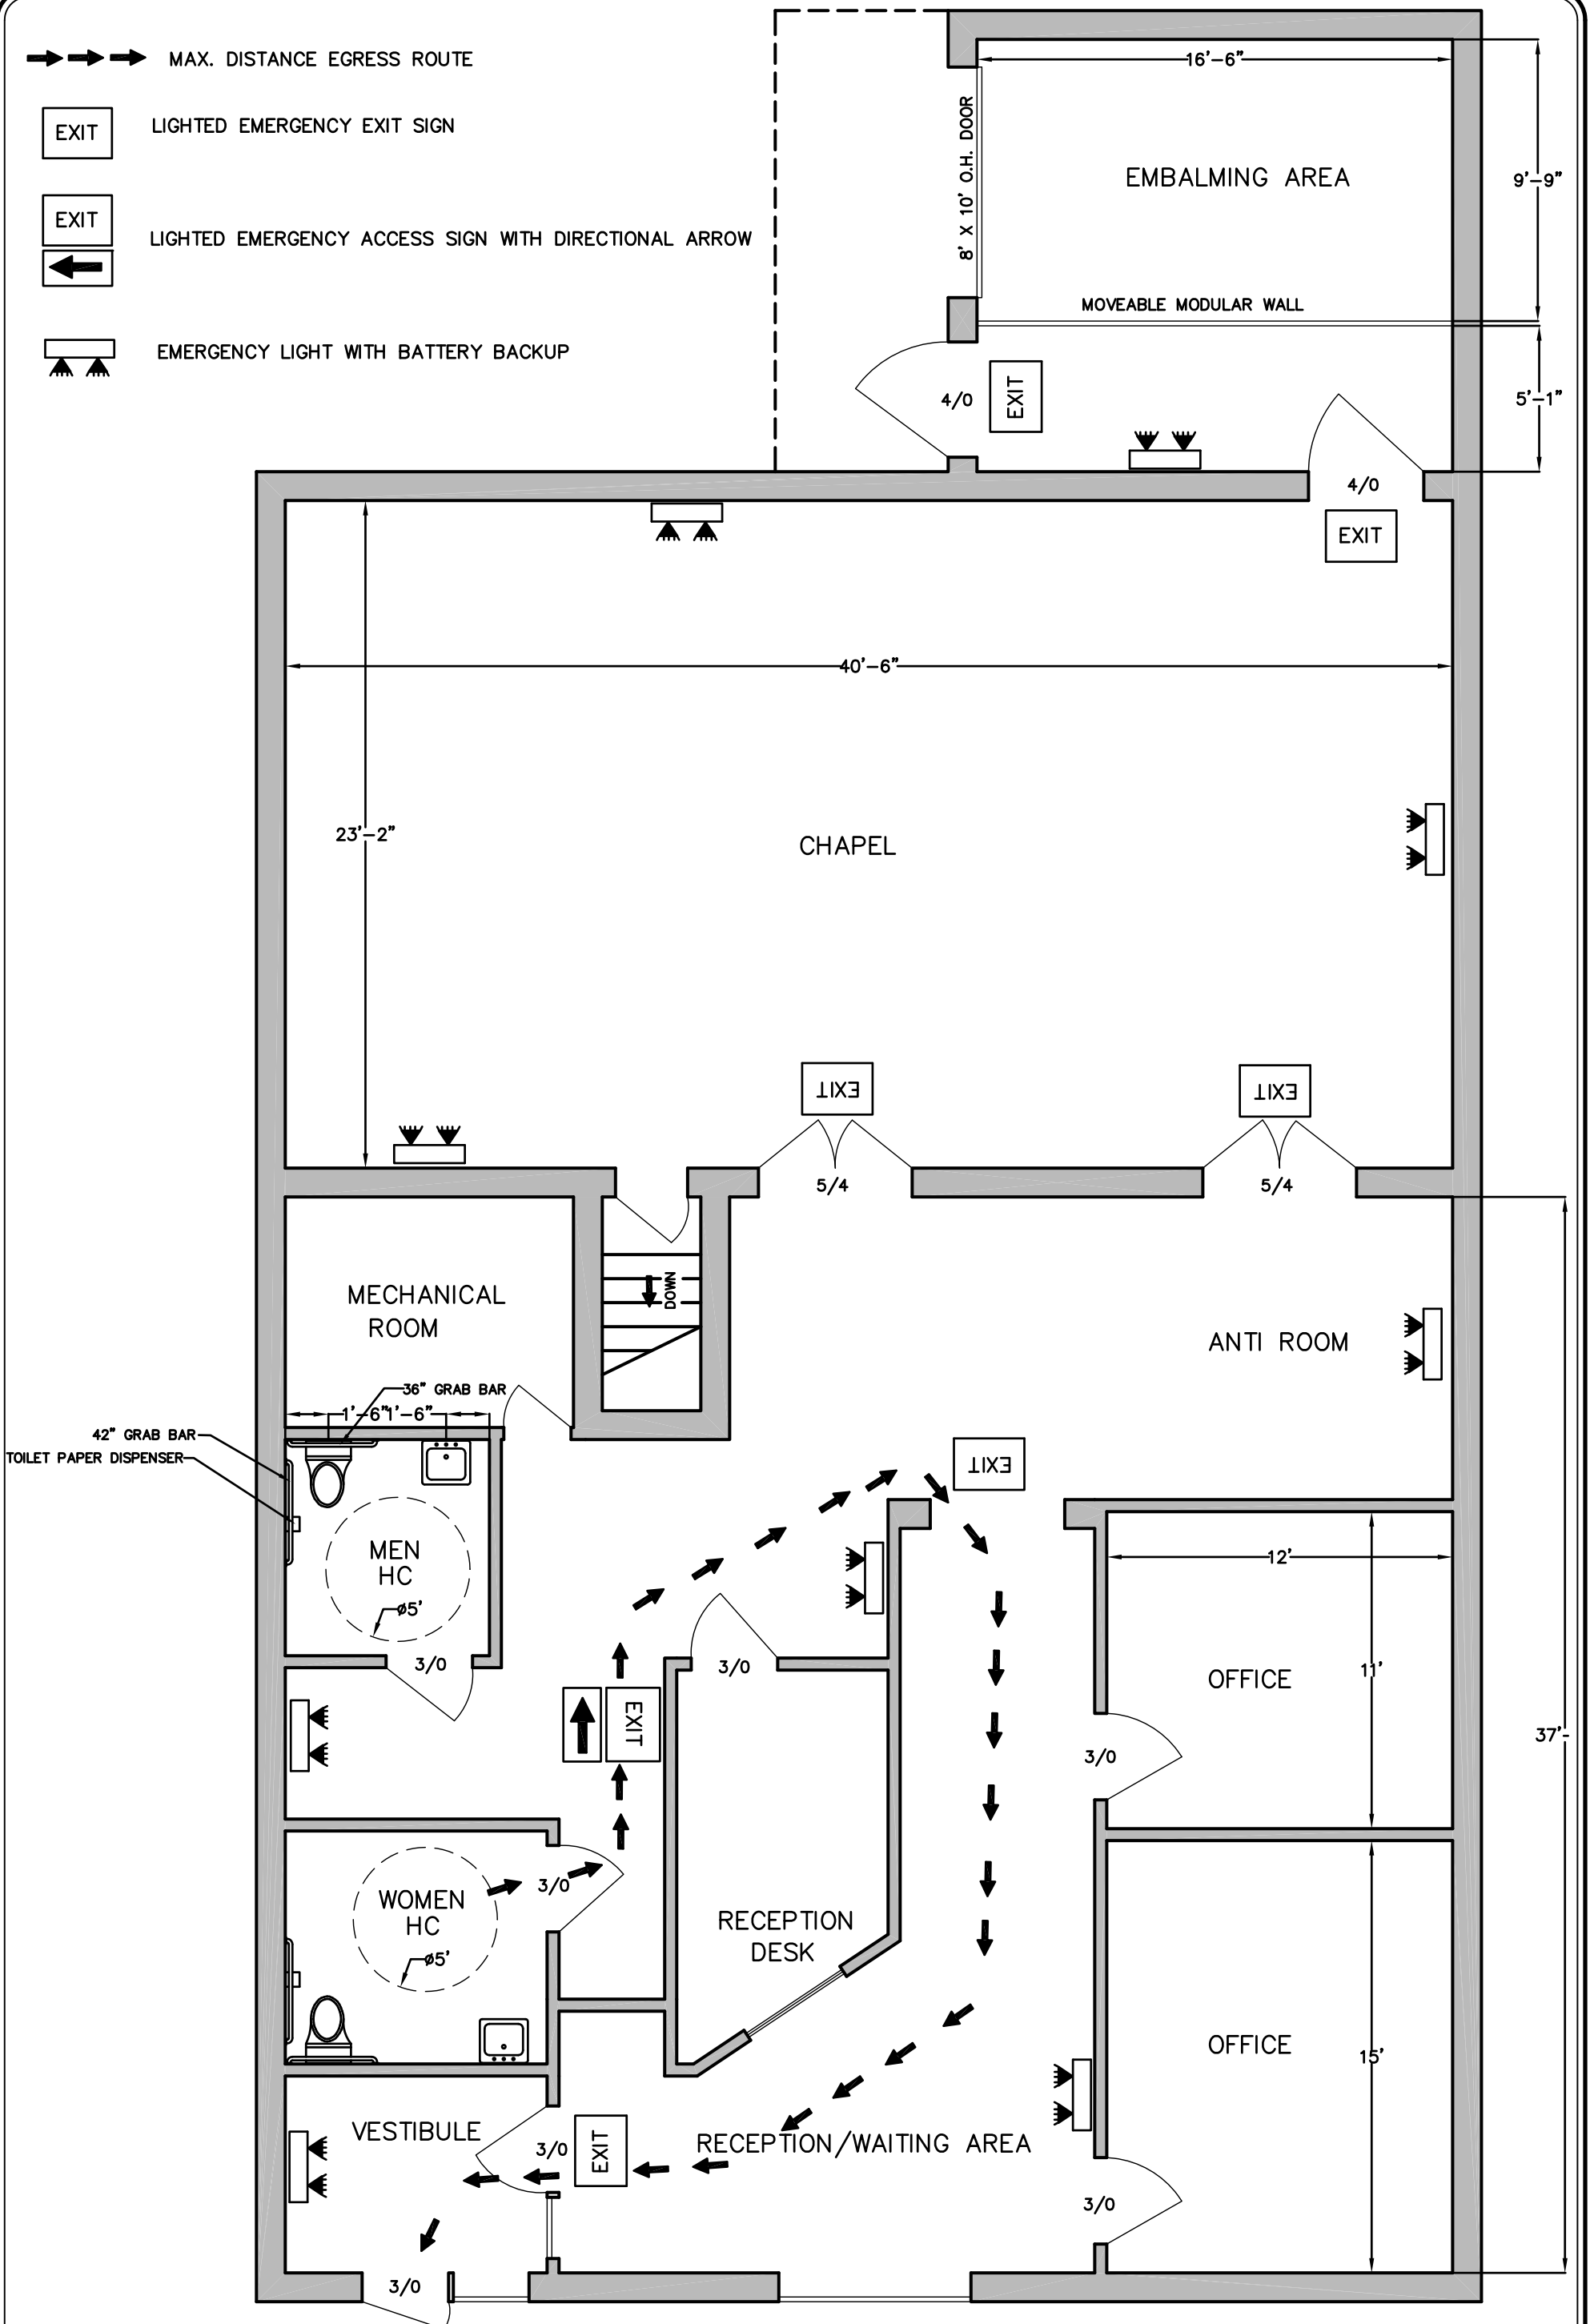 MAX. DISTANCE EGRESS ROUTE
EXIT
LIGHTED EMERGENCY EXIT SIGN
EXIT
LIGHTED EMERGENCY ACCESS SIGN WITH DIRECTIONAL ARROW
EMERGENCY LIGHT WITH BATTERY BACKUP
16'-6"
8' X 10' O.H. DOOR
EMBALMING AREA
9'-9"
MOVEABLE MODULAR WALL
4/0
EXIT
5'-1"
4/0
EXIT
40'-6"
23'-2"
CHAPEL
EXIT
EXIT
5/4
5/4
DOWN
MECHANICAL
ROOM
ANTI ROOM
36" GRAB BAR
1'-6"
1'-6"
42" GRAB BAR
TOILET PAPER DISPENSER
EXIT
MEN
HC
ø5'
3/0
12'
11'
OFFICE
3/0
EXIT
3/0
37'-
WOMEN
HC
ø5'
3/0
RECEPTION
DESK
OFFICE
15'
VESTIBULE
3/0
EXIT
RECEPTION/WAITING AREA
3/0
3/0